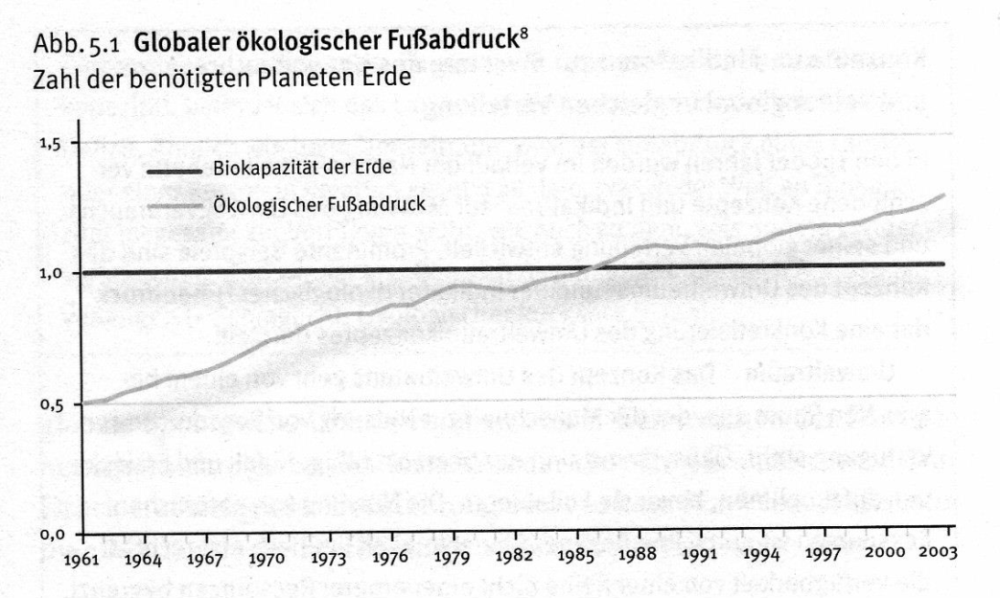 Abb. 5.1 Globaler ökologischer Fußabdruck⁸
Zahl der benötigten Planeten Erde
1,5
Biokapazität der Erde
Ökologischer Fußabdruck
1,0
0,5
0,0
1961 1964 1967 1970 1973 1976 1979 1982 1985 1988 1991 1994 1997 2000 2003